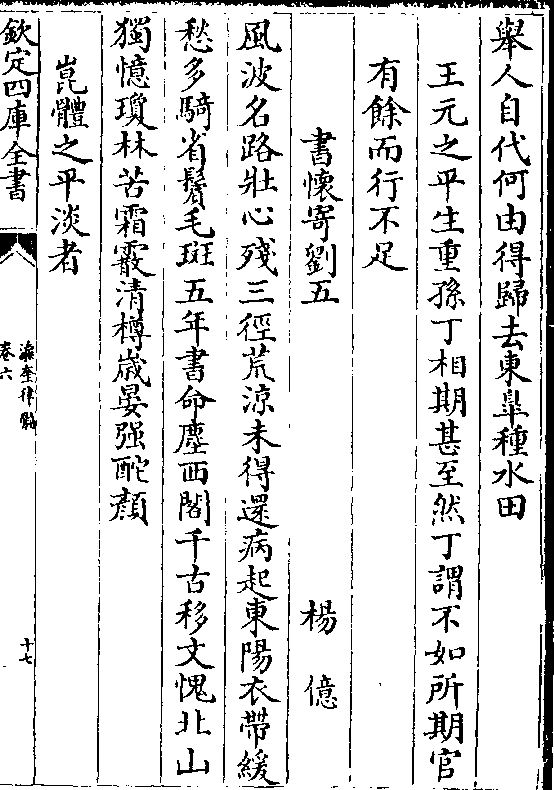 舉人自代何由得歸去東臯種水田
王元之平生重孫丁相期甚至然丁謂不如所期官
有餘而行不足
書懷寄劉五　楊億
風波名路壯心殘三徑荒涼未得還病起東陽衣帶緩
愁多騎省鬢毛斑五年書命塵西閣千古移文愧北山
獨憶瓊林苦霜霰清樽嵗晏强酡顔
崑體之平淡者
欽定四庫全書
瀛奎律髓
卷六
十七